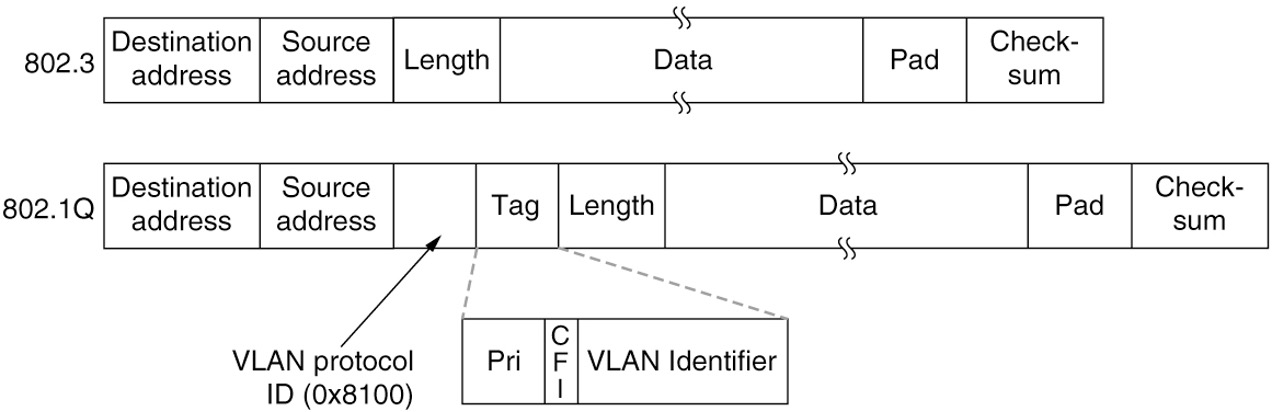 802.3
Destination
address
Source
address
Length
Data
Pad
Check-
sum
802.1Q
Destination
address
Source
address
Tag
Length
Data
Pad
Check-
sum
VLAN protocol
ID (0x8100)
Pri
C
F
I
VLAN Identifier